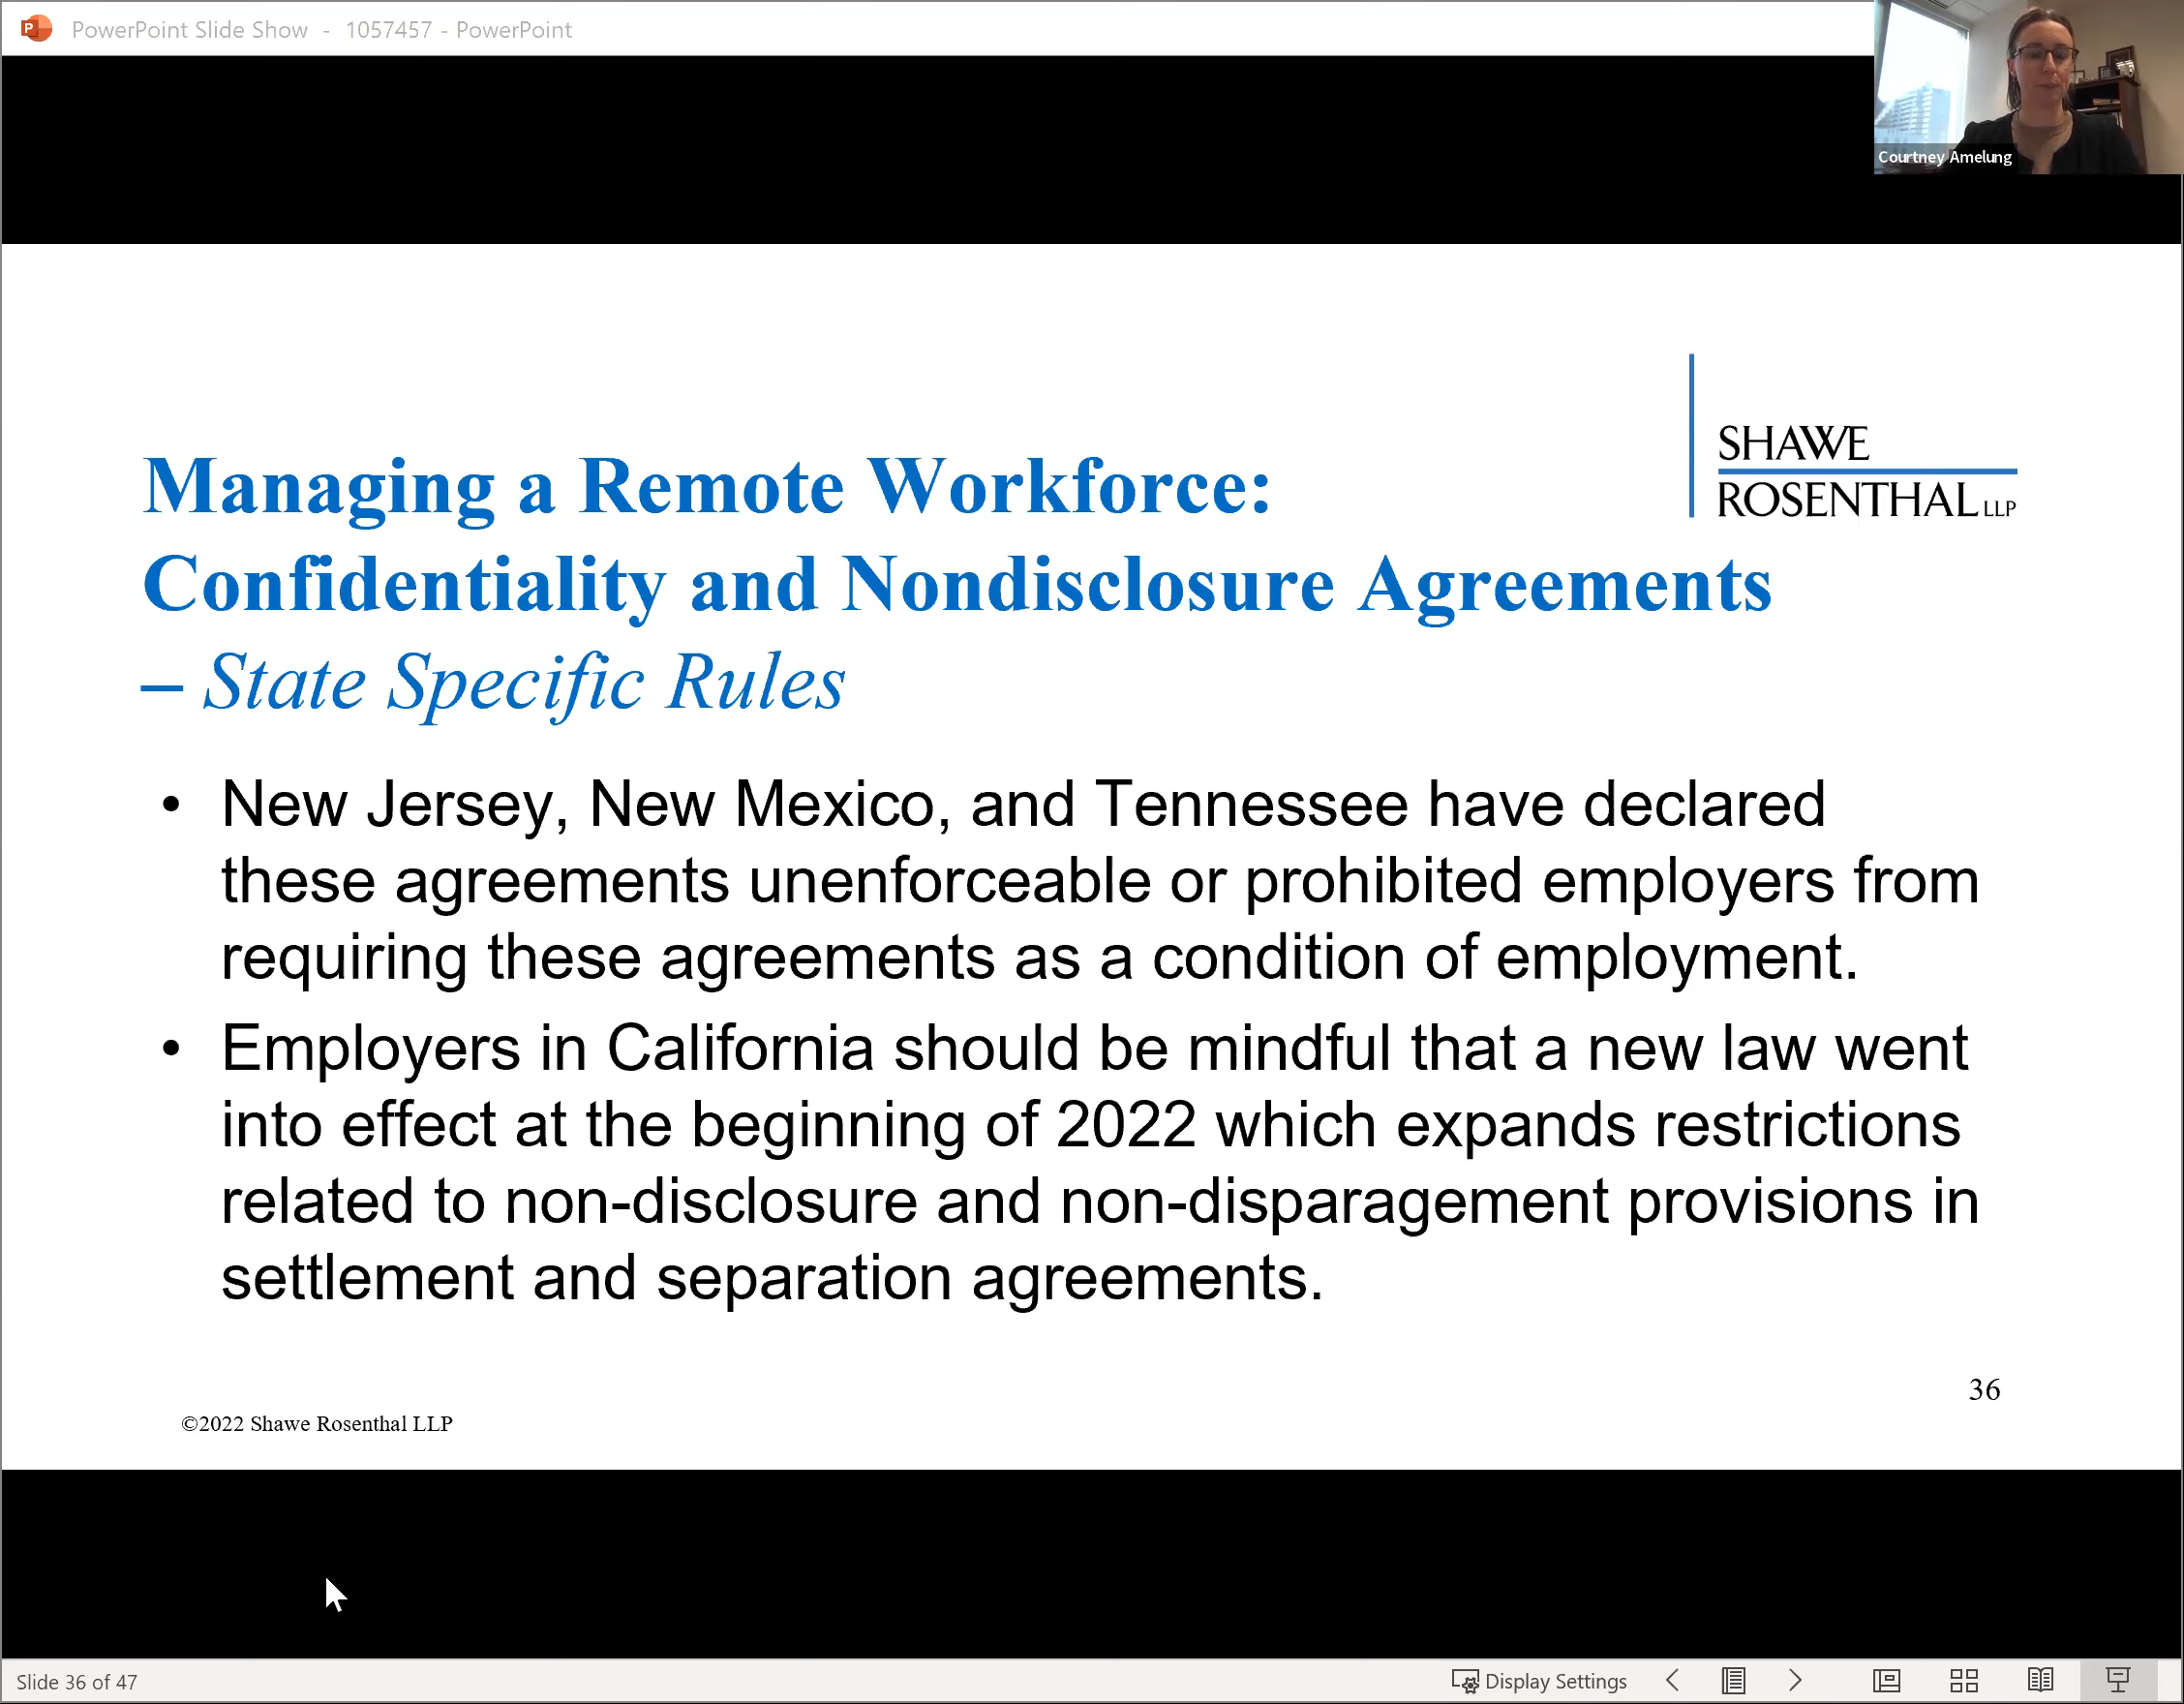 PowerPoint Slide Show - 1057457 - PowerPoint
Courtney Amelung
SHAWE
ROSENTHAL LLP
Managing a Remote Workforce:
Confidentiality and Nondisclosure Agreements
– State Specific Rules
• New Jersey, New Mexico, and Tennessee have declared
these agreements unenforceable or prohibited employers from
requiring these agreements as a condition of employment.
• Employers in California should be mindful that a new law went
into effect at the beginning of 2022 which expands restrictions
related to non-disclosure and non-disparagement provisions in
settlement and separation agreements.
36
©2022 Shawe Rosenthal LLP
Slide 36 of 47
Display Settings